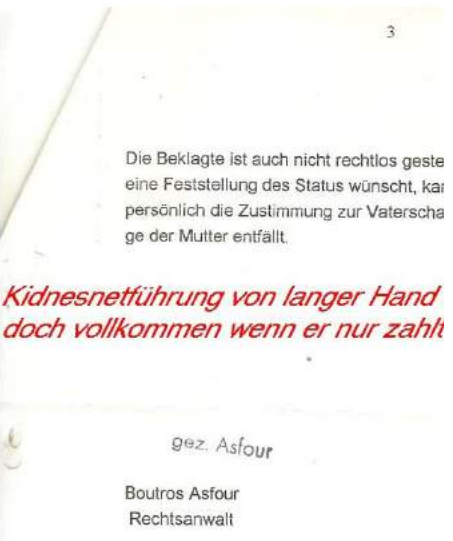 3
Die Beklagte ist auch nicht rechtlos geste
eine Feststellung des Status wünscht, kan
persönlich die Zustimmung zur Vaterscha
ge der Mutter entfällt.
Kidnesnetführung von langer Hand
doch vollkommen wenn er nur zahlt
gez. Asfour
Boutros Asfour
Rechtsanwalt